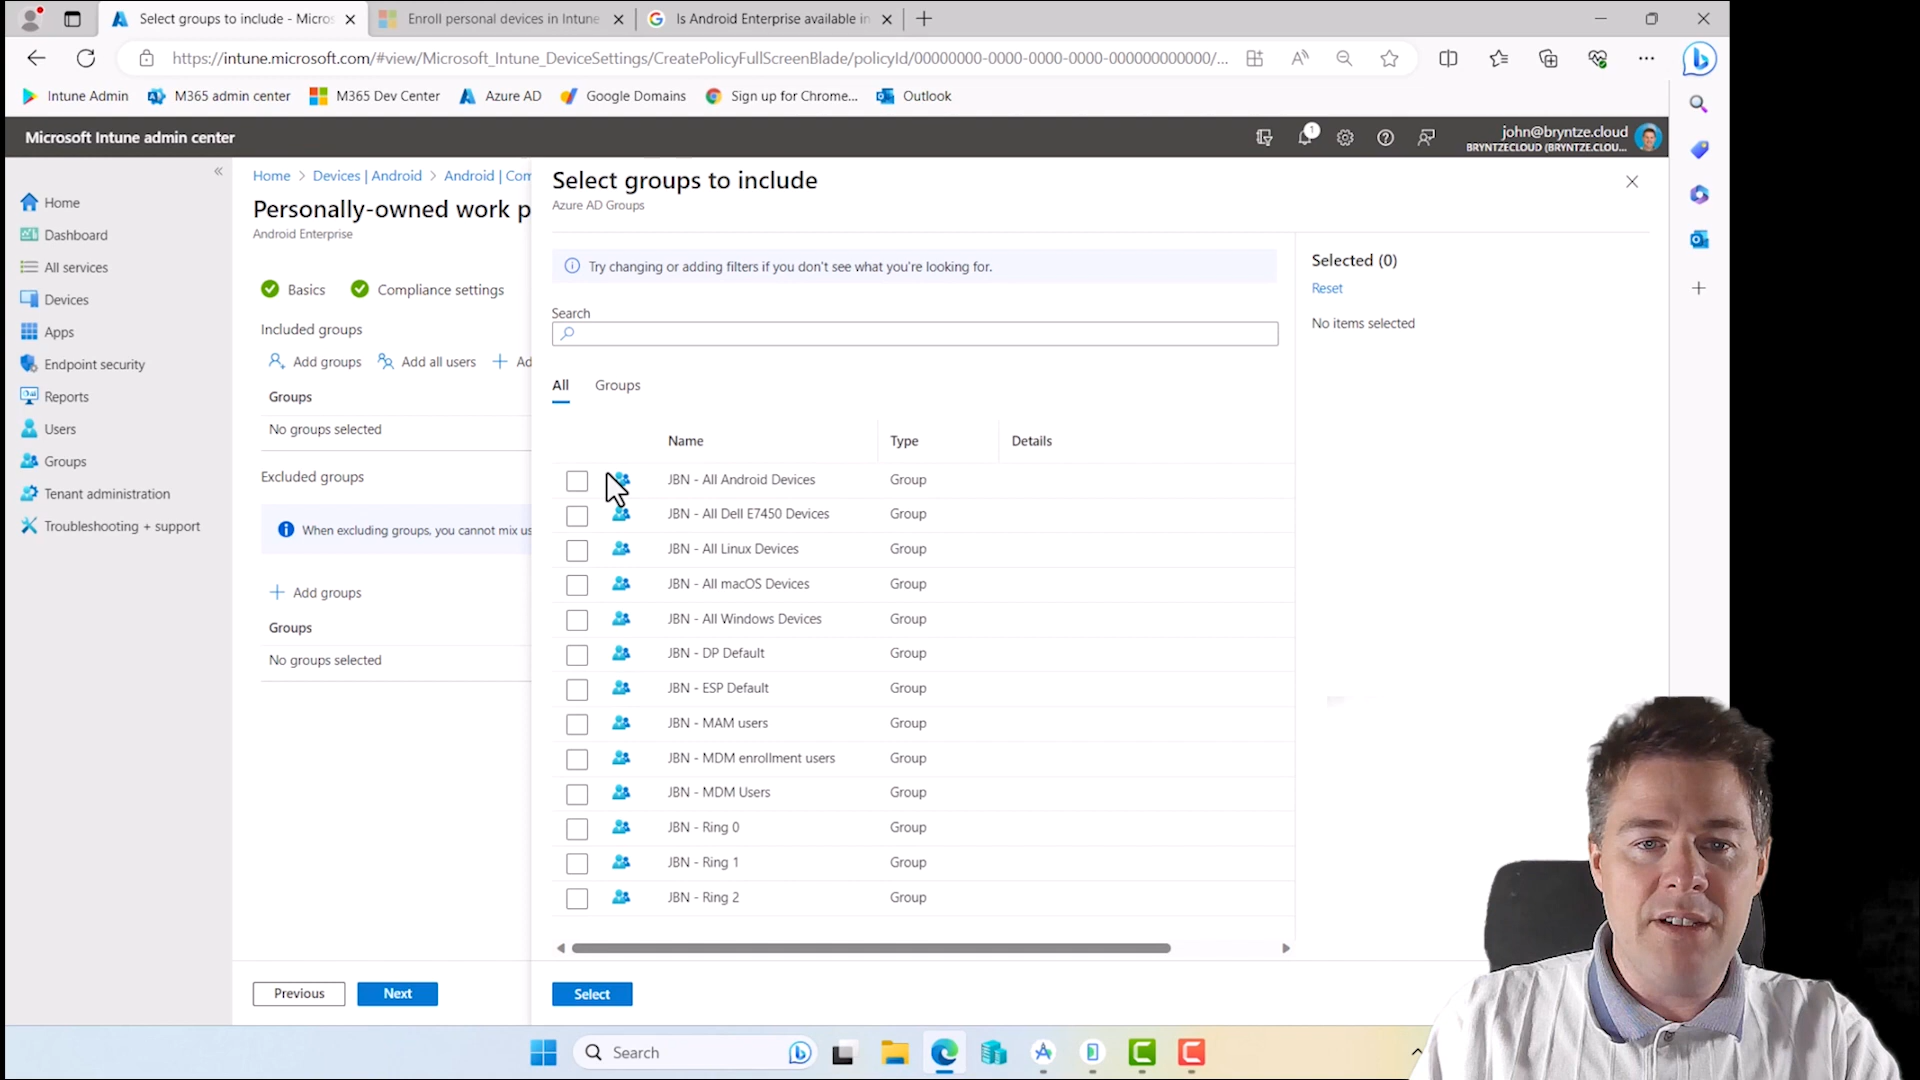 Select groups to include - Micros
Enroll personal devices in Intune
Is Android Enterprise available in
https://intune.microsoft.com/#view/Microsoft_Intune_DeviceSettings/CreatePolicyFullScreenBlade/policyId/00000000-0000-0000-0000-000000000000/...
Intune Admin
M365 admin center
M365 Dev Center
Azure AD
Google Domains
Sign up for Chrome...
Outlook
Microsoft Intune admin center
1
john@bryntze.cloud
BRYNTZECLOUD (BRYNTZE.CLOU...
Home
Dashboard
All services
Devices
Apps
Endpoint security
Reports
Users
Groups
Tenant administration
Troubleshooting + support
Home > Devices | Android > Android | Com
Personally-owned work p
Android Enterprise
Basics
Compliance settings
Included groups
Add groups
Add all users
Ad
Groups
No groups selected
Excluded groups
When excluding groups, you cannot mix us
Add groups
Groups
No groups selected
Previous
Next
Select groups to include
Azure AD Groups
Try changing or adding filters if you don't see what you're looking for.
Search
All
Groups
Name Type Details
JBN - All Android Devices Group
JBN - All Dell E7450 Devices Group
JBN - All Linux Devices Group
JBN - All macOS Devices Group
JBN - All Windows Devices Group
JBN - DP Default Group
JBN - ESP Default Group
JBN - MAM users Group
JBN - MDM enrollment users Group
JBN - MDM Users Group
JBN - Ring 0 Group
JBN - Ring 1 Group
JBN - Ring 2 Group
Select
Selected (0)
Reset
No items selected
Search